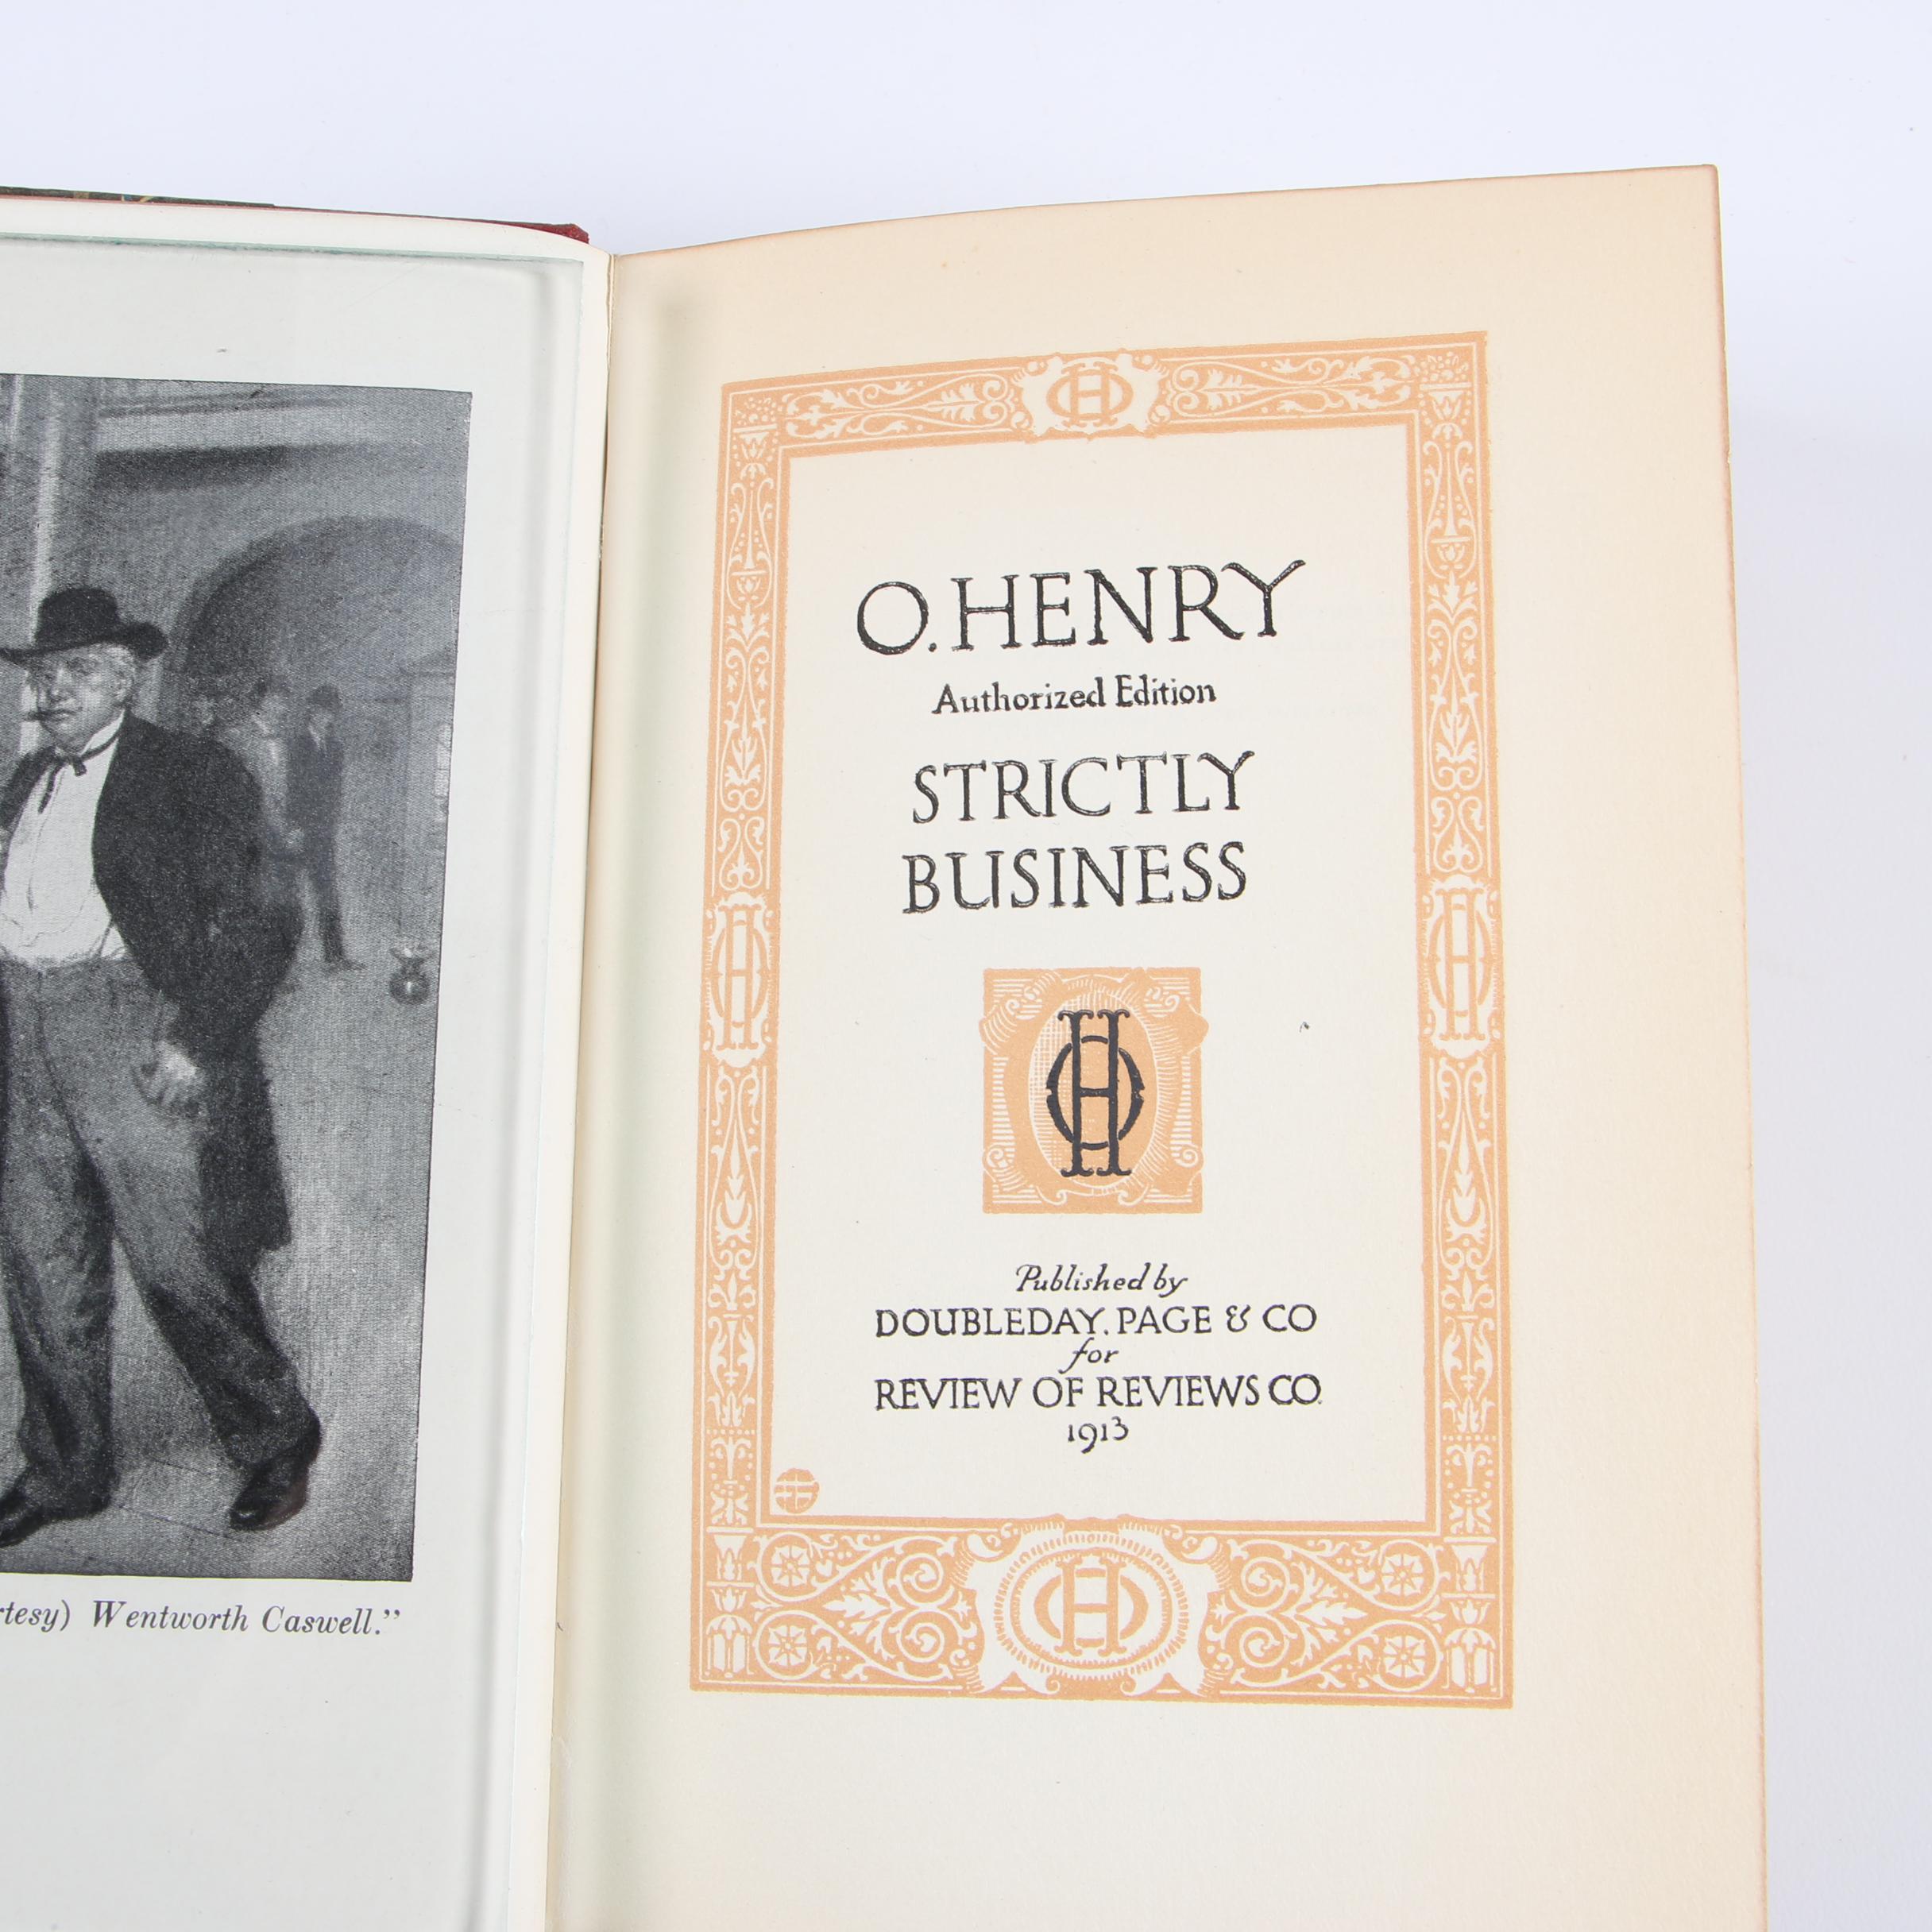 rtesy) Wentworth Caswell.”
O. HENRY
Authorized Edition
STRICTLY
BUSINESS
OH
Published by
DOUBLEDAY, PAGE & CO
for
REVIEW OF REVIEWS CO.
1913